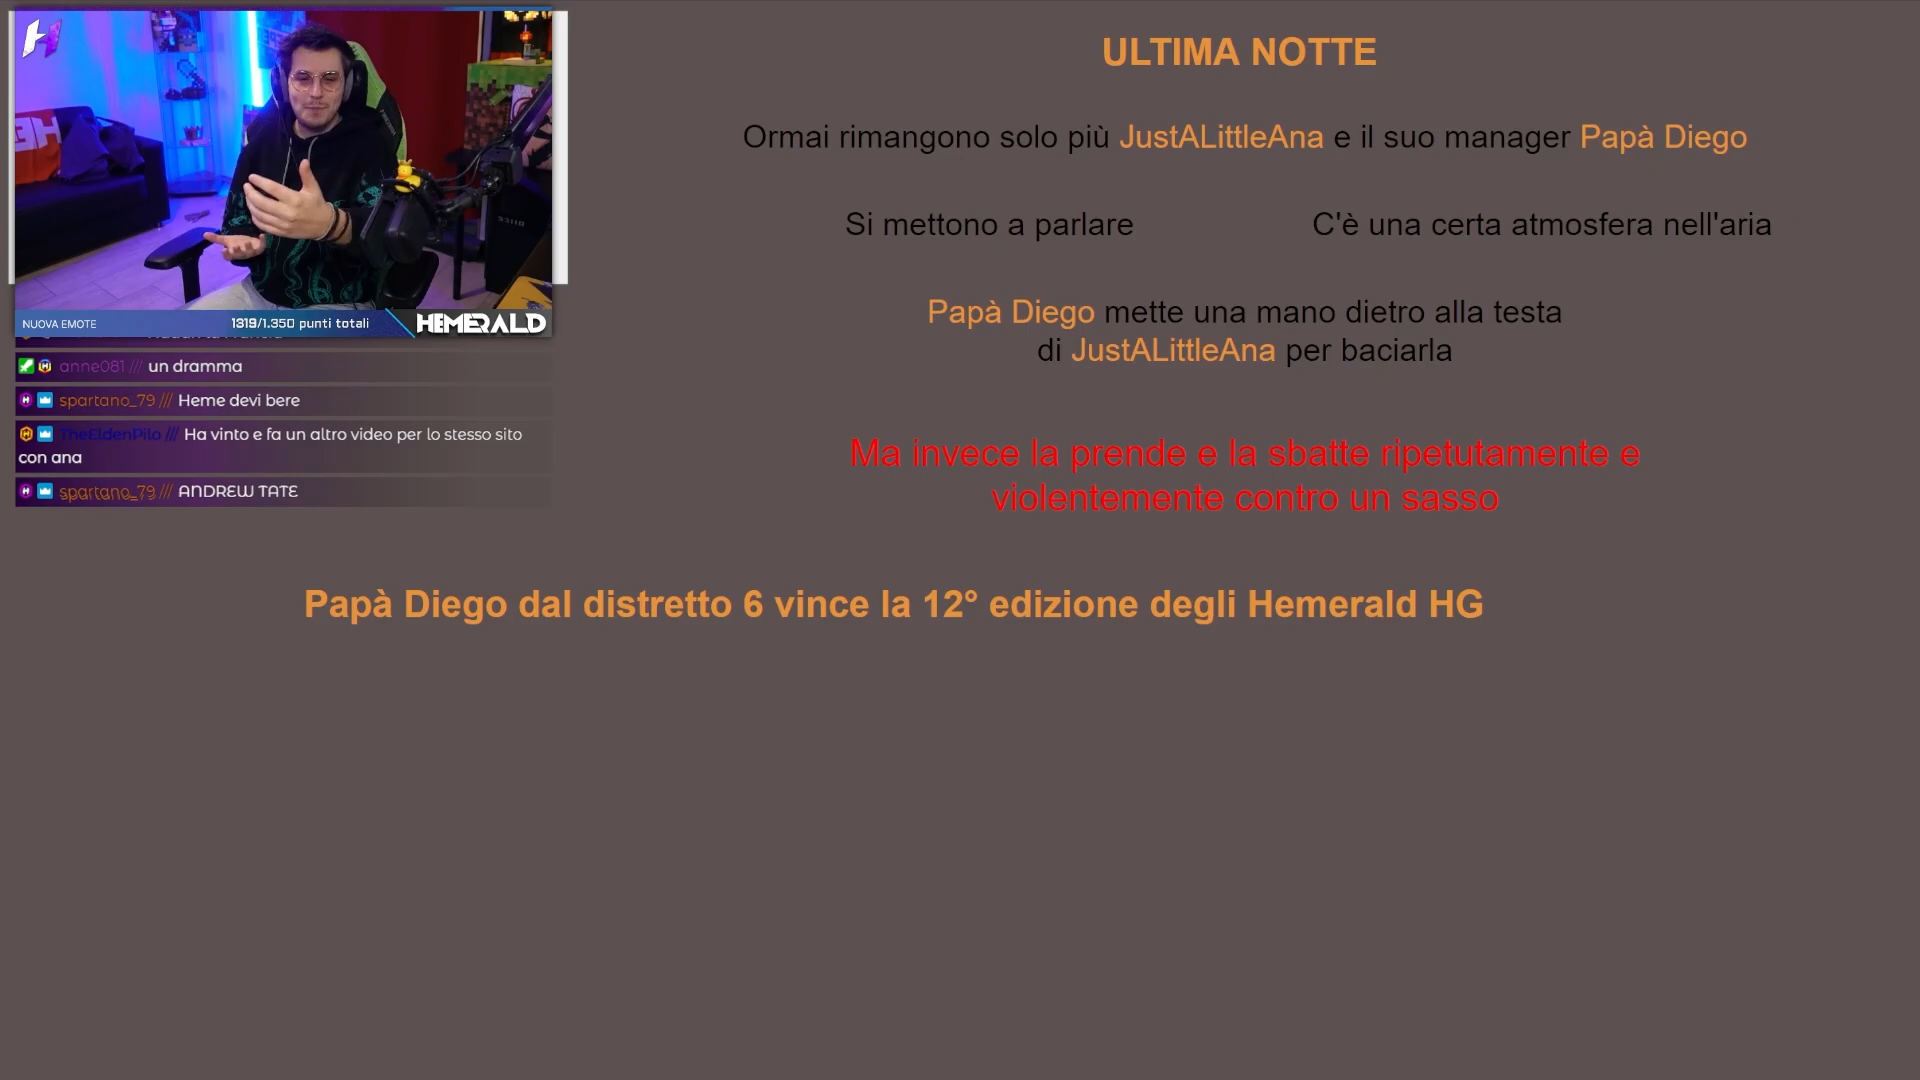 ULTIMA NOTTE
Ormai rimangono solo più JustALittleAna e il suo manager Papà Diego
Si mettono a parlare
C'è una certa atmosfera nell'aria
Papà Diego mette una mano dietro alla testa
di JustALittleAna per baciarla
Ma invece la prende e la sbatte ripetutamente e
violentemente contro un sasso
Papà Diego dal distretto 6 vince la 12° edizione degli Hemerald HG
NUOVA EMOTE
1319/1.350 punti totali
HEMERALD
anne081 /// un dramma
spartano_79 /// Heme devi bere
TheEldenPilo /// Ha vinto e fa un altro video per lo stesso sito
con ana
spartano_79 /// ANDREW TATE